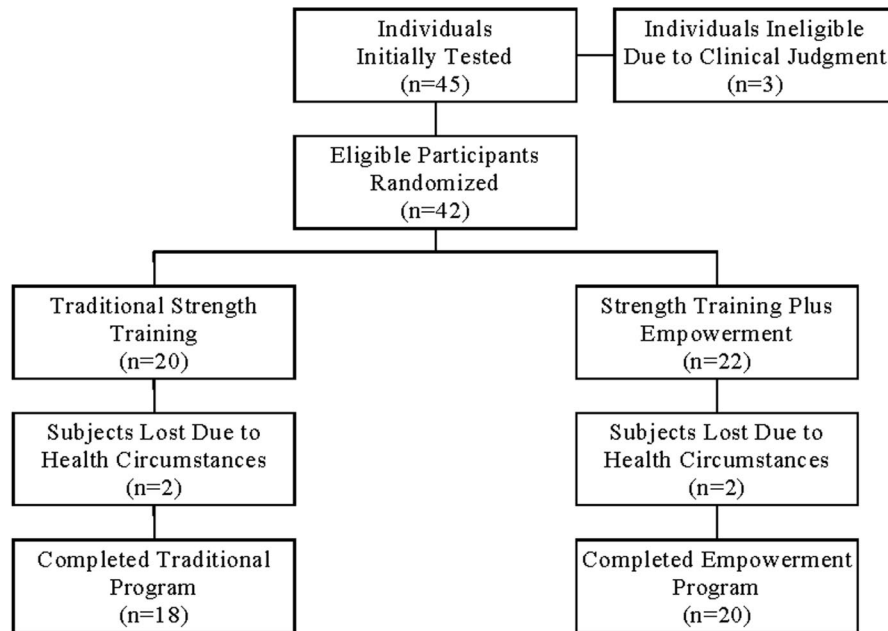 Individuals
Initially Tested
(n=45)
Individuals Ineligible
Due to Clinical Judgment
(n=3)
Eligible Participants
Randomized
(n=42)
Traditional Strength
Training
(n=20)
Strength Training Plus
Empowerment
(n=22)
Subjects Lost Due to
Health Circumstances
(n=2)
Subjects Lost Due to
Health Circumstances
(n=2)
Completed Traditional
Program
(n=18)
Completed Empowerment
Program
(n=20)